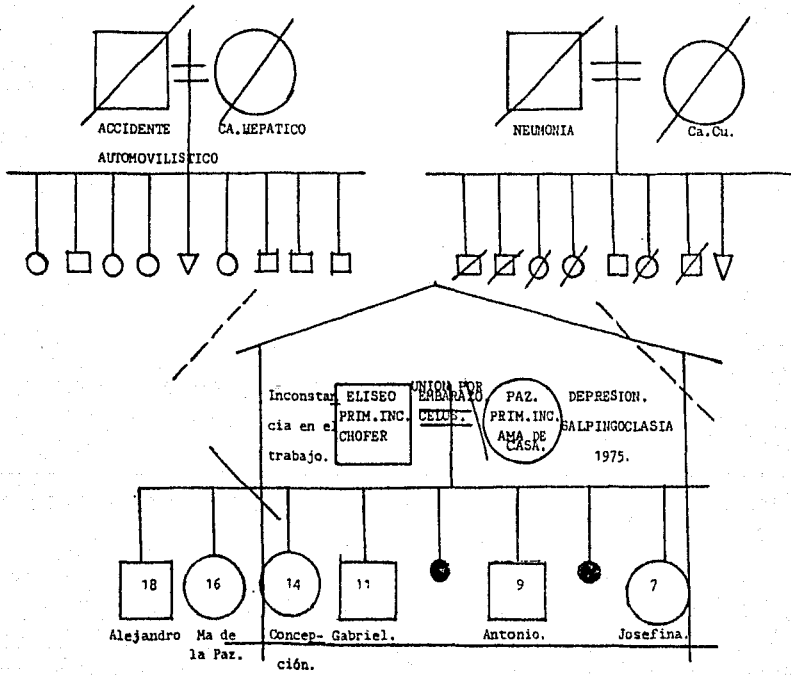 ACCIDENTE
AUTOMOVILISTICO
CA.HEPATICO
NEUMONIA
Ca.Cu.
Inconstan
cia en el
trabajo.
ELISEO
PRIM.INC.
CHOFER
UNION POR
EMBARAZO.
CELOS.
PAZ.
PRIM.INC.
AMA DE
CASA.
DEPRESION.
SALPINGOCLASIA
1975.
18
16
14
11
9
7
Alejandro
Ma de
la Paz.
Concep-
ción.
Gabriel.
Antonio.
Josefina.